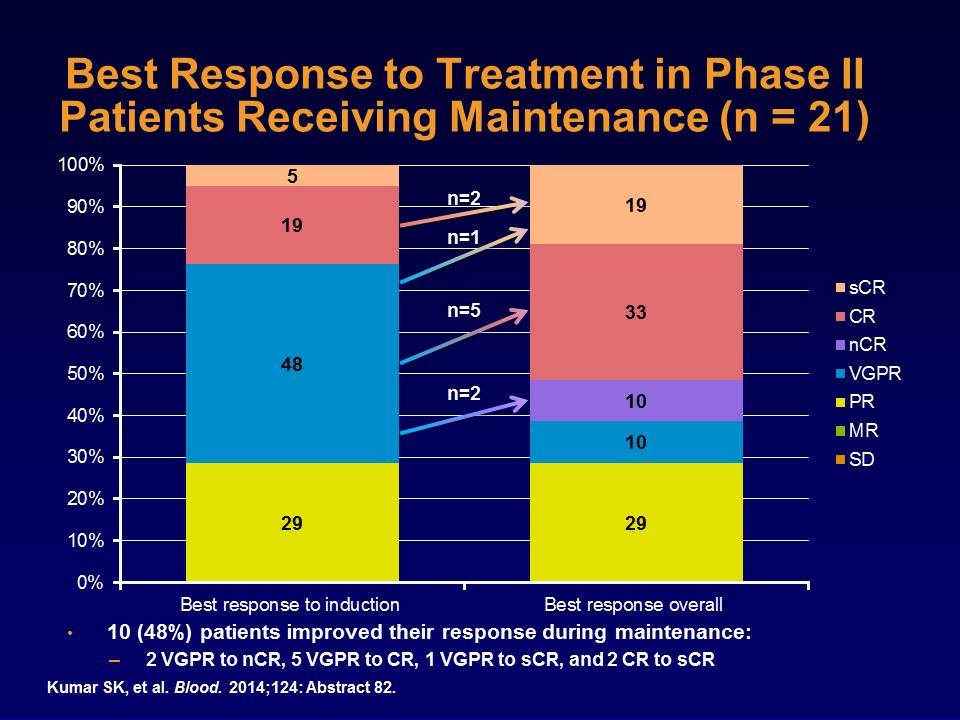 Best Response to Treatment in Phase II
Patients Receiving Maintenance (n = 21)
100%
90%
80%
70%
60%
50%
40%
30%
20%
10%
0%
5
19
48
29
n=2
n=1
n=5
n=2
19
33
10
10
29
sCR
CR
nCR
VGPR
PR
MR
SD
Best response to induction
Best response overall
• 10 (48%) patients improved their response during maintenance:
– 2 VGPR to nCR, 5 VGPR to CR, 1 VGPR to sCR, and 2 CR to sCR
Kumar SK, et al. Blood. 2014;124: Abstract 82.